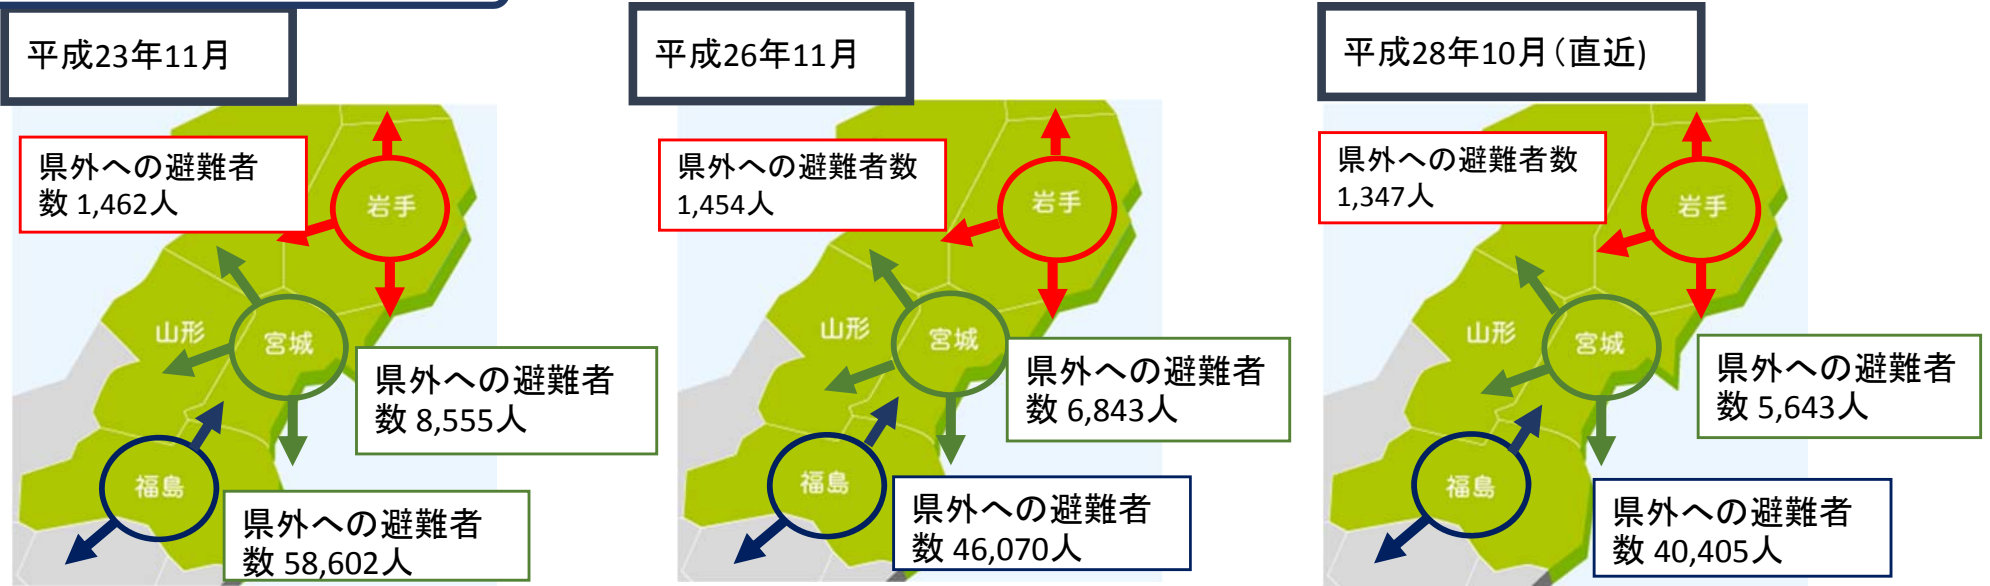 平成23年11月
県外への避難者
数 1,462人
岩手
山形
宮城
県外への避難者
数 8,555人
福島
県外への避難者
数 58,602人
平成26年11月
県外への避難者数
1,454人
岩手
山形
宮城
県外への避難者
数 6,843人
福島
県外への避難者
数 46,070人
平成28年10月（直近)
県外への避難者数
1,347人
岩手
山形
宮城
県外への避難者
数 5,643人
福島
県外への避難者
数 40,405人